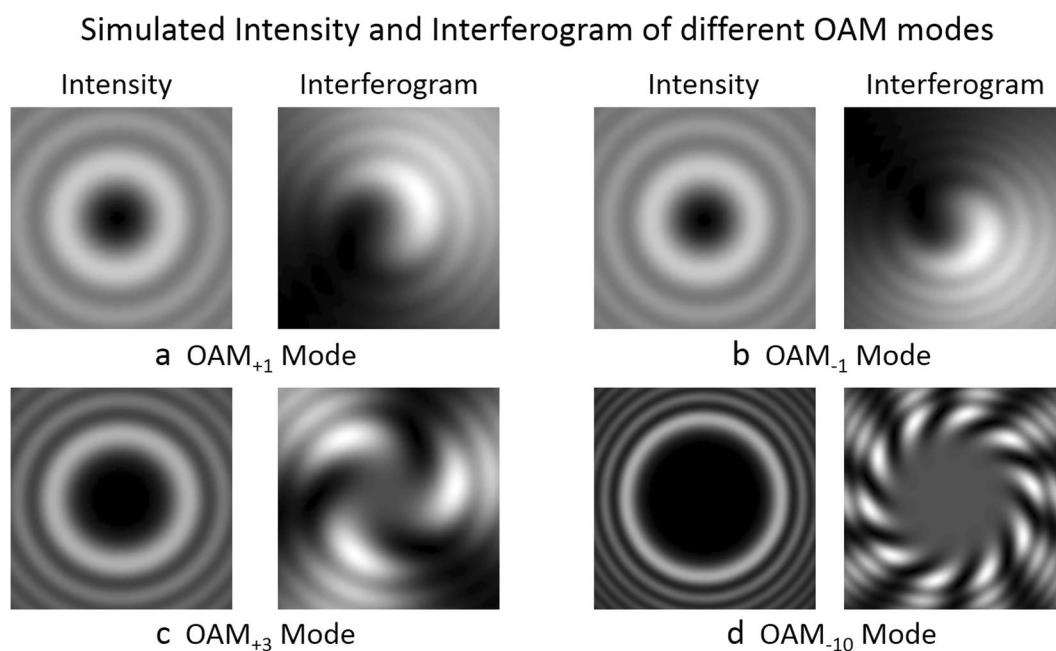 Simulated Intensity and Interferogram of different OAM modes
Intensity Interferogram Intensity Interferogram
a OAM+1 Mode b OAM-1 Mode
c OAM+3 Mode d OAM-10 Mode